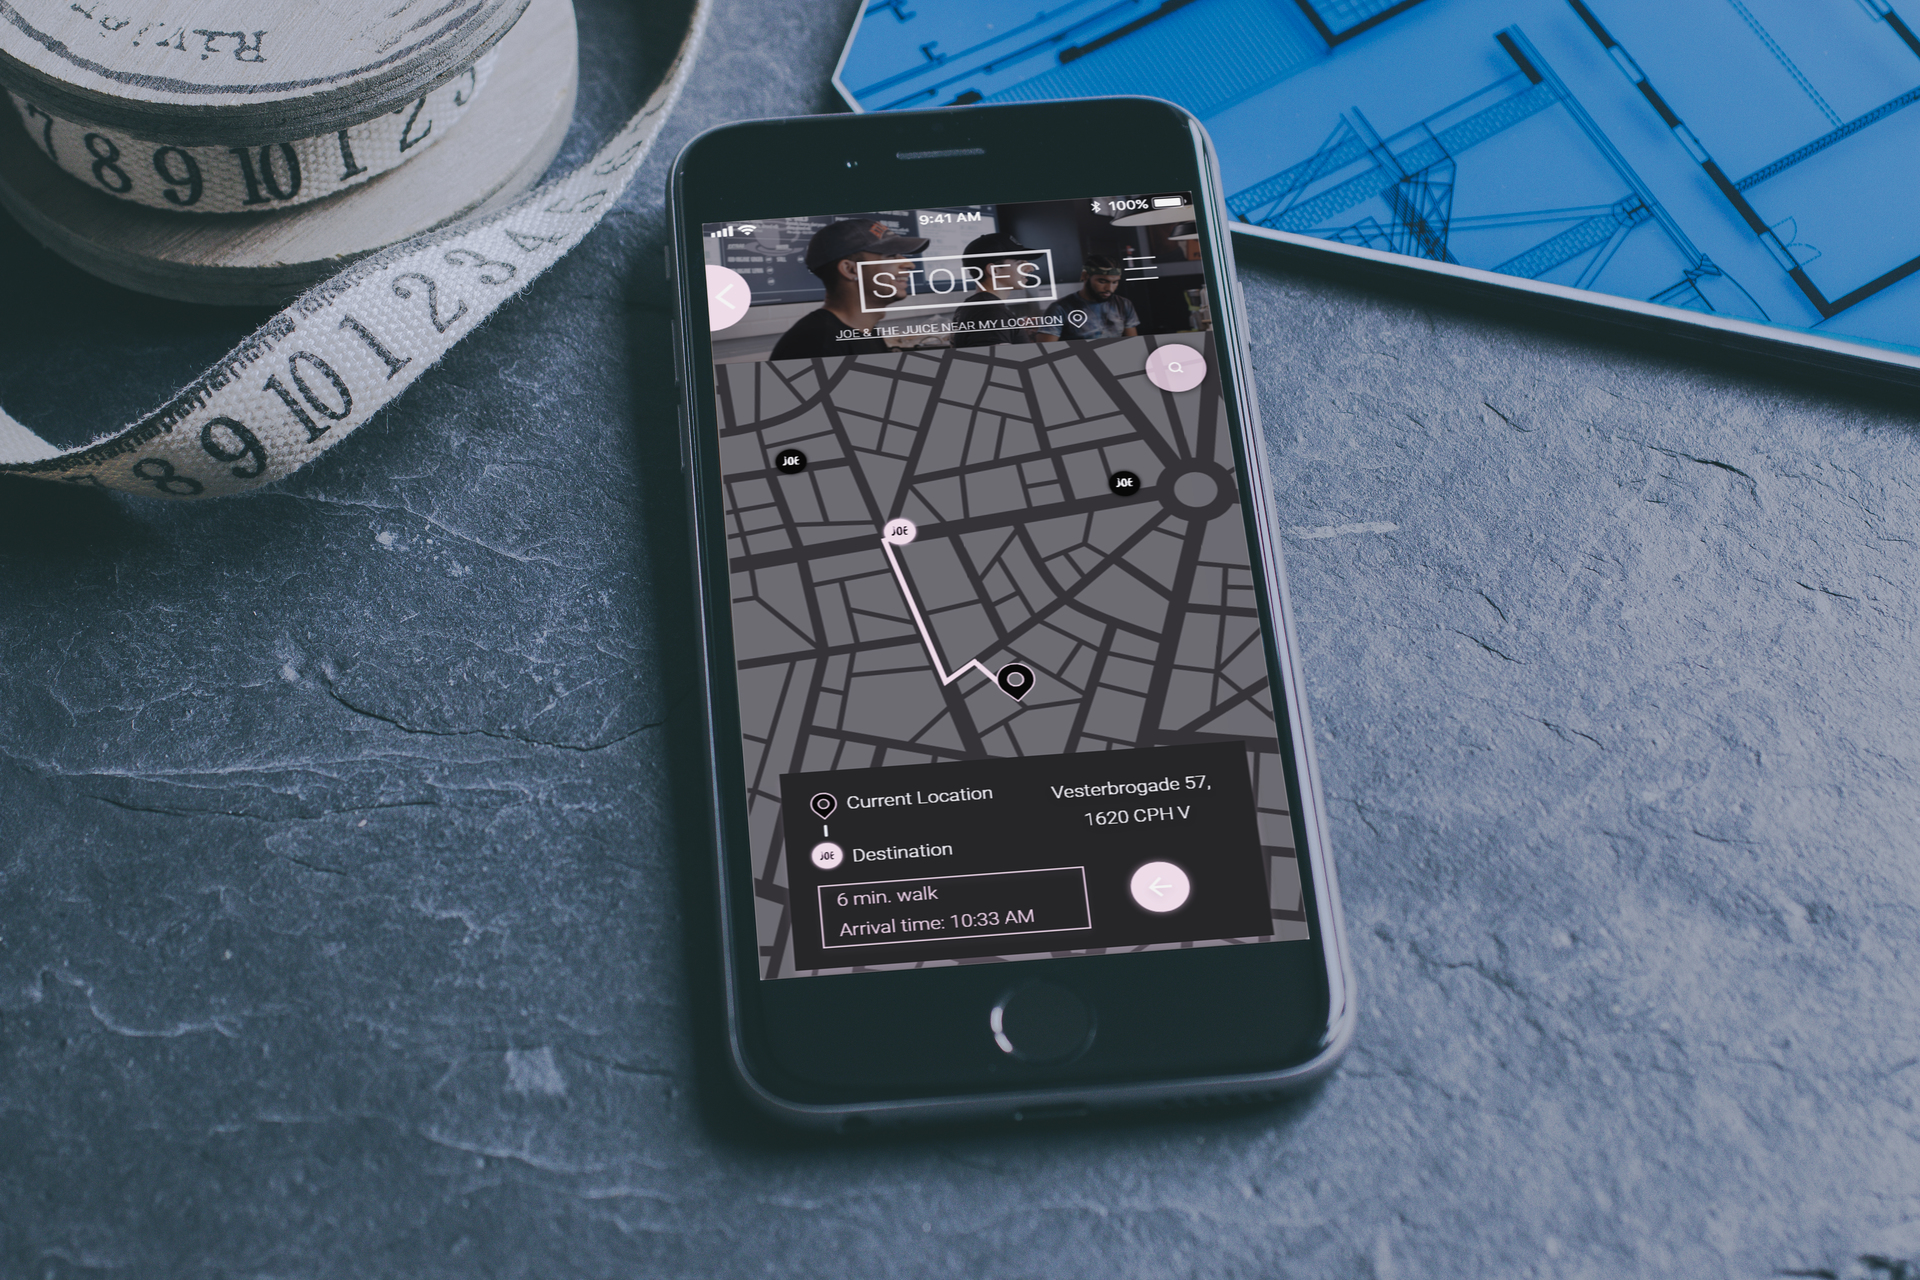 Rivièr
7 8 9 10 1 2 3
8 9 10 1 2 3 4 5 6
9:41 AM
100%
STORES
JOE & THE JUICE NEAR MY LOCATION
JOE
JOE
JOE
Current Location
Vesterbrogade 57,
1620 CPH V
JOE
Destination
6 min. walk
Arrival time: 10:33 AM